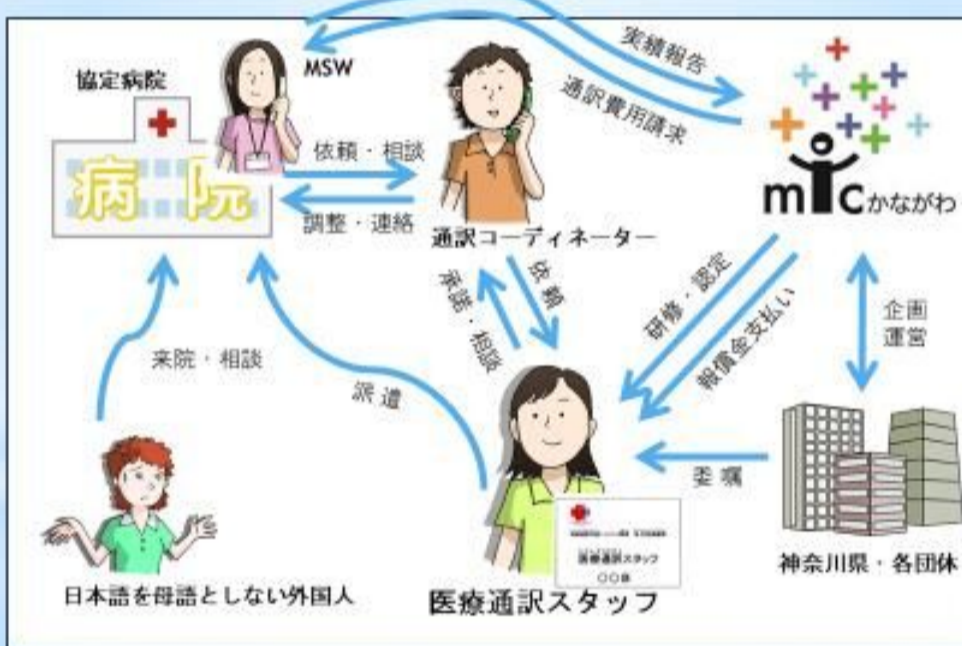 実績報告
通訳費用請求
MSW
協定病院
病院
依頼・相談
調整・連絡
通訳コーディネーター
micかながわ
依頼
承諾・相談
研修・認定
報償金支払い
企画
運営
来院・相談
派遣
委嘱
医療通訳スタッフ
日本語を母語としない外国人
医療通訳スタッフ
神奈川県・各団体